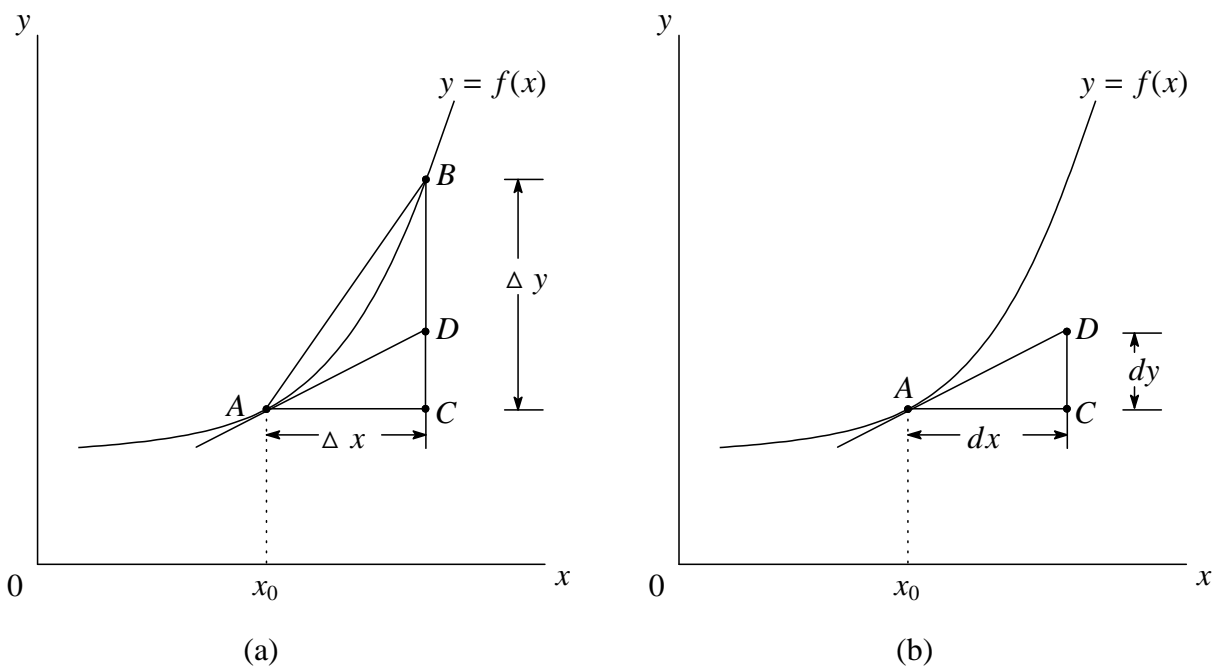 y
y = f(x)
B
Δ y
D
A
C
Δ x
0
x₀
x
(a)
y
y = f(x)
D
dy
A
C
dx
0
x₀
x
(b)